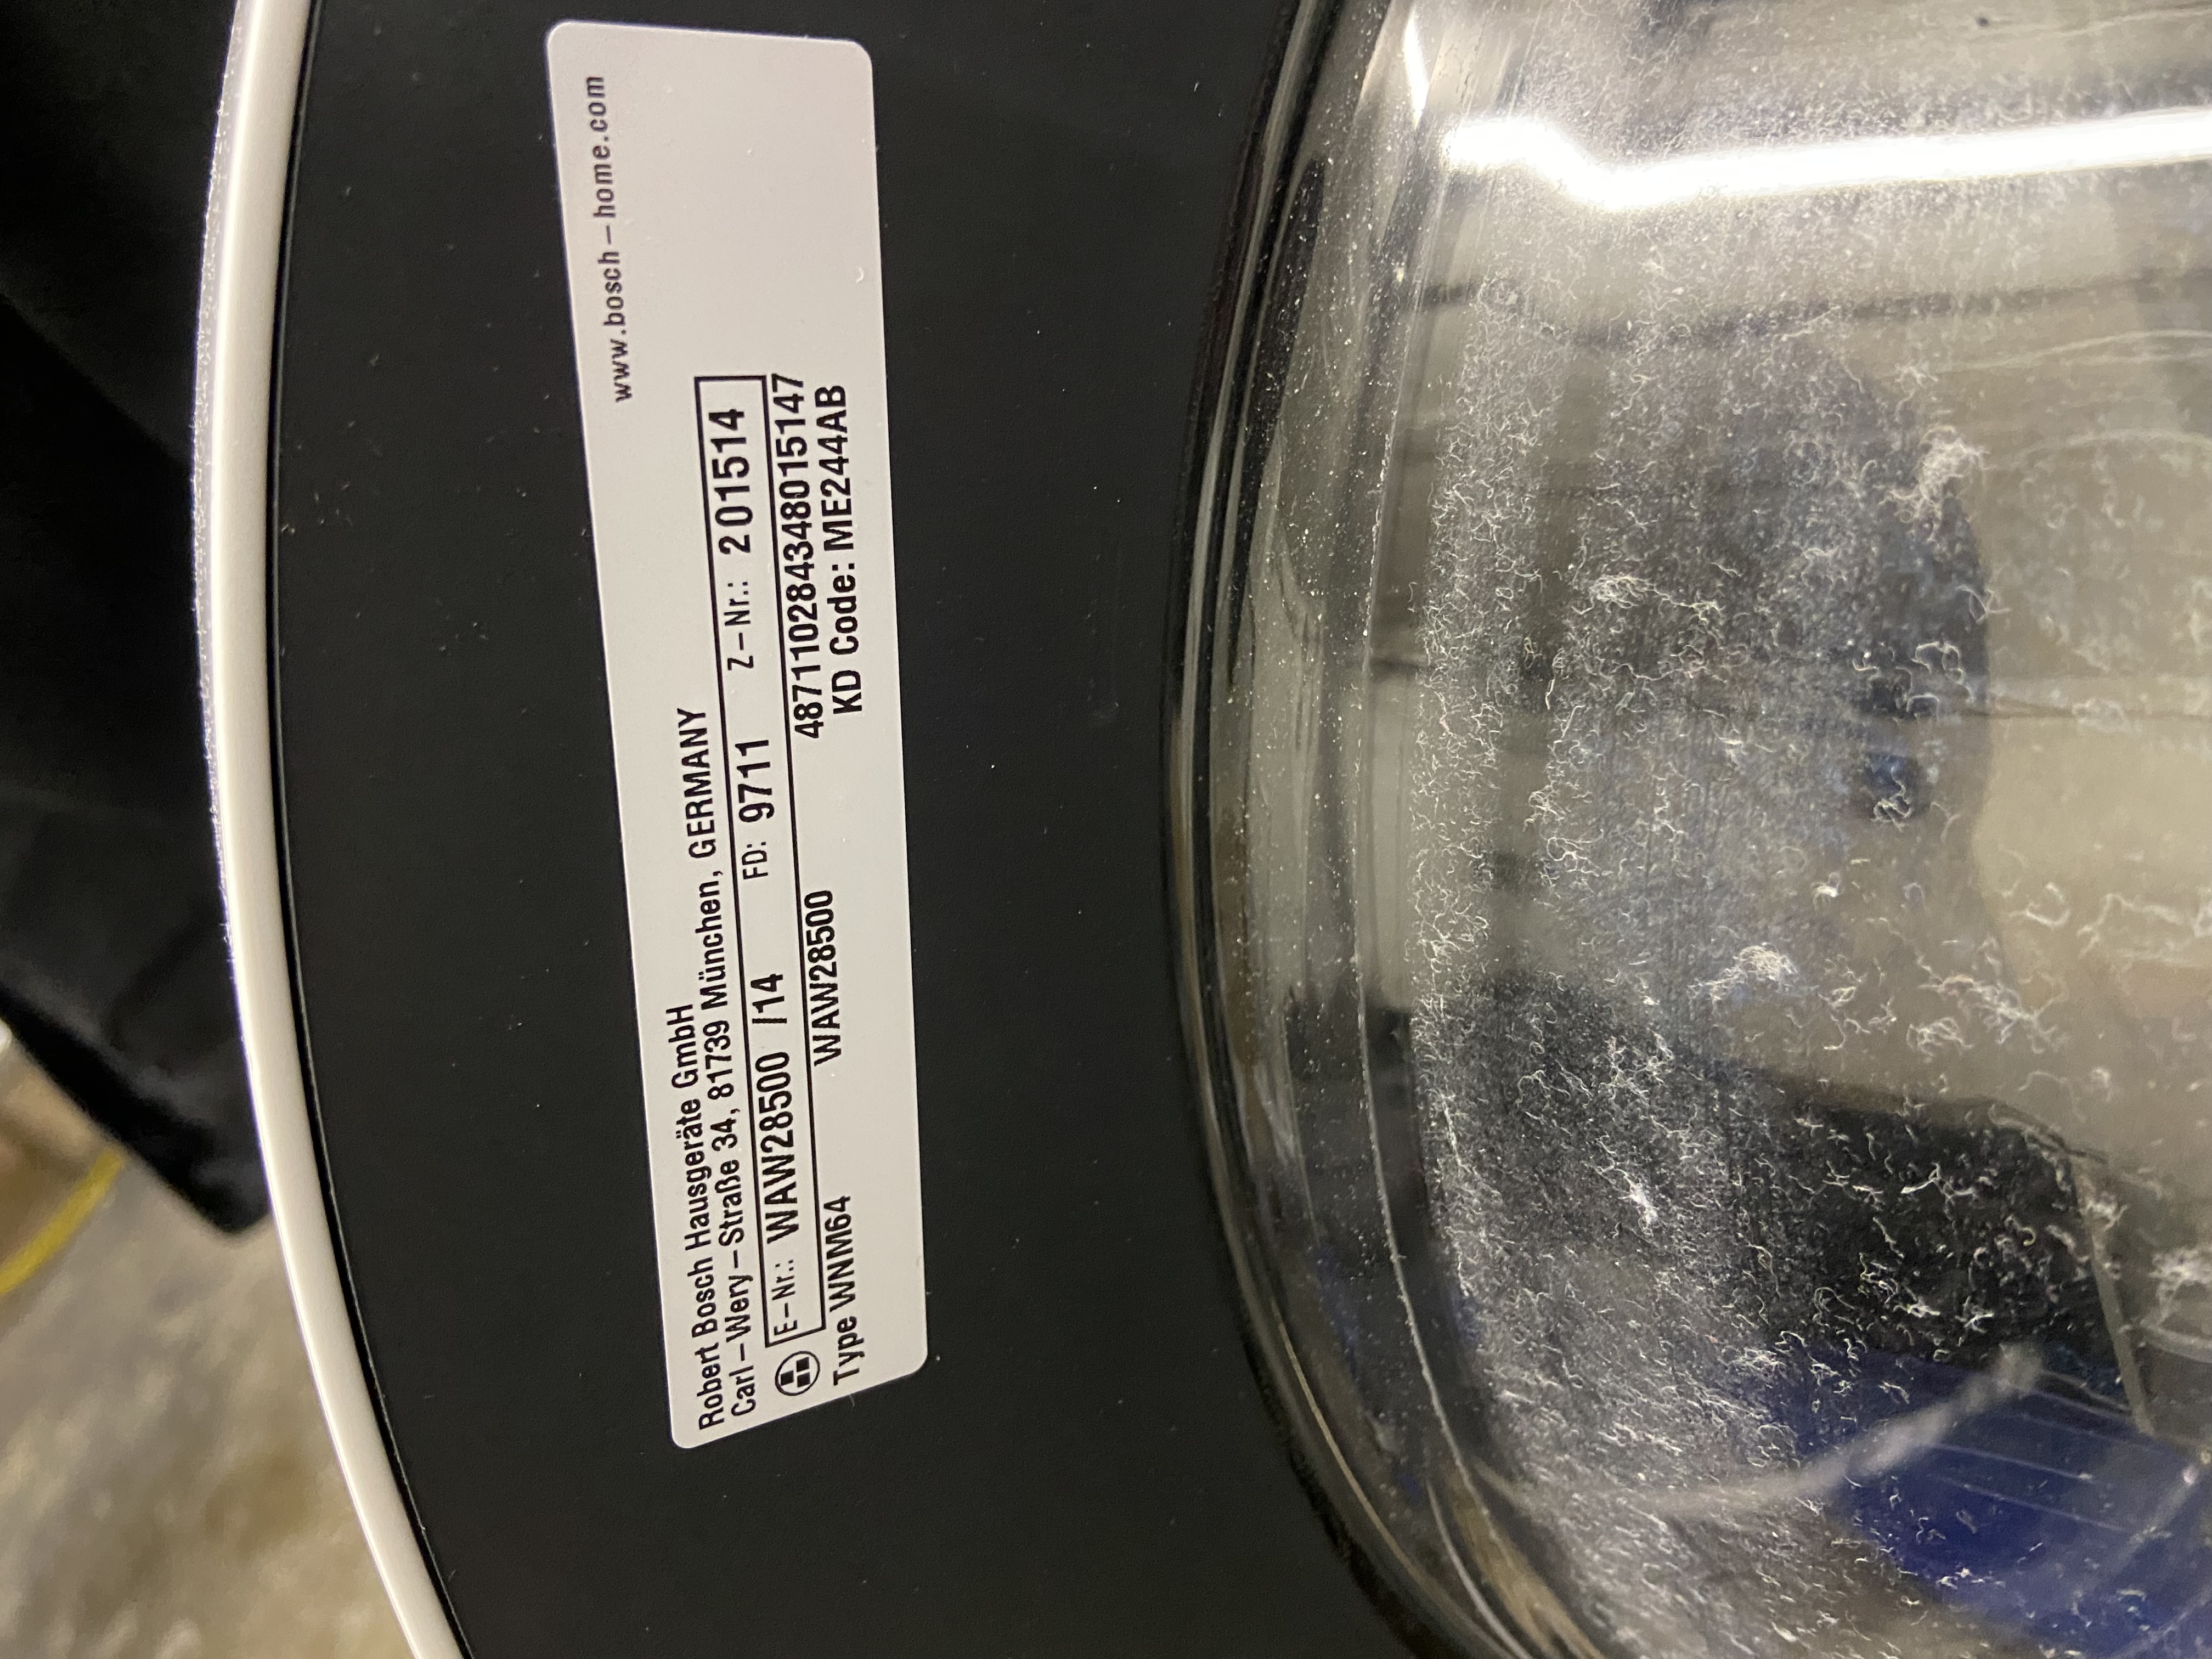 www.bosch-home.com
Robert Bosch Hausgeräte GmbH
Carl-Wery-Straße 34, 81739 München, GERMANY
E-Nr.: WAW28500 /14 FD: 9711 Z-Nr.: 201514
Type WNM64 WAW28500 487110284348015147
KD Code: ME244AB